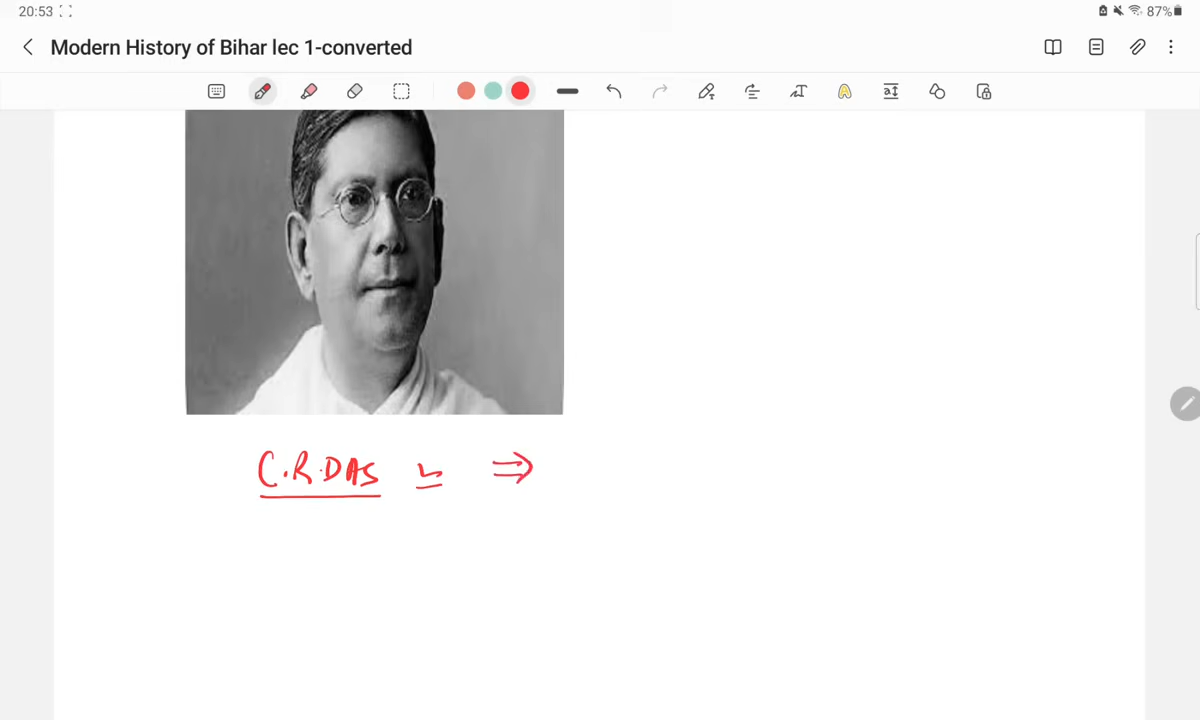 20:53
87%
Modern History of Bihar lec 1-converted
C.R.DAS ⇒